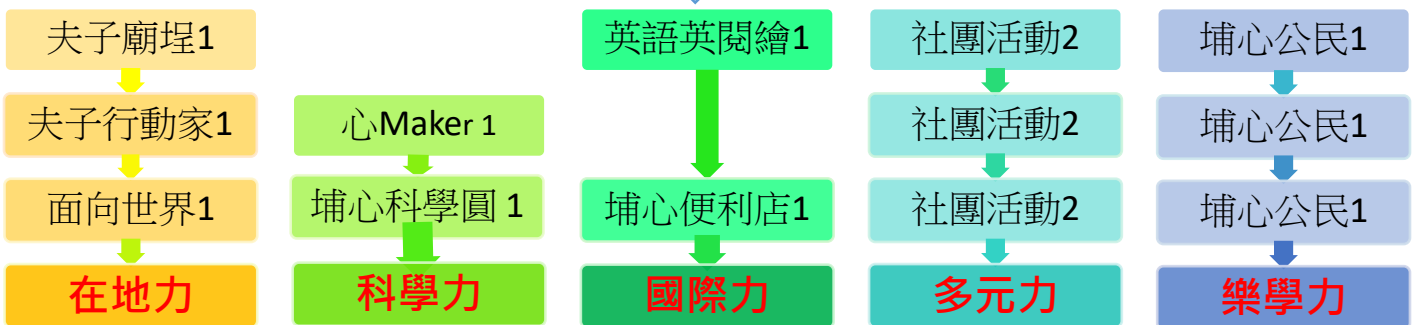 夫子廟埕1
英語英閱繪1
社團活動2
埔心公民1
夫子行動家1
心Maker 1
社團活動2
埔心公民1
面向世界1
埔心科學圓 1
埔心便利店1
社團活動2
埔心公民1
在地力
科學力
國際力
多元力
樂學力